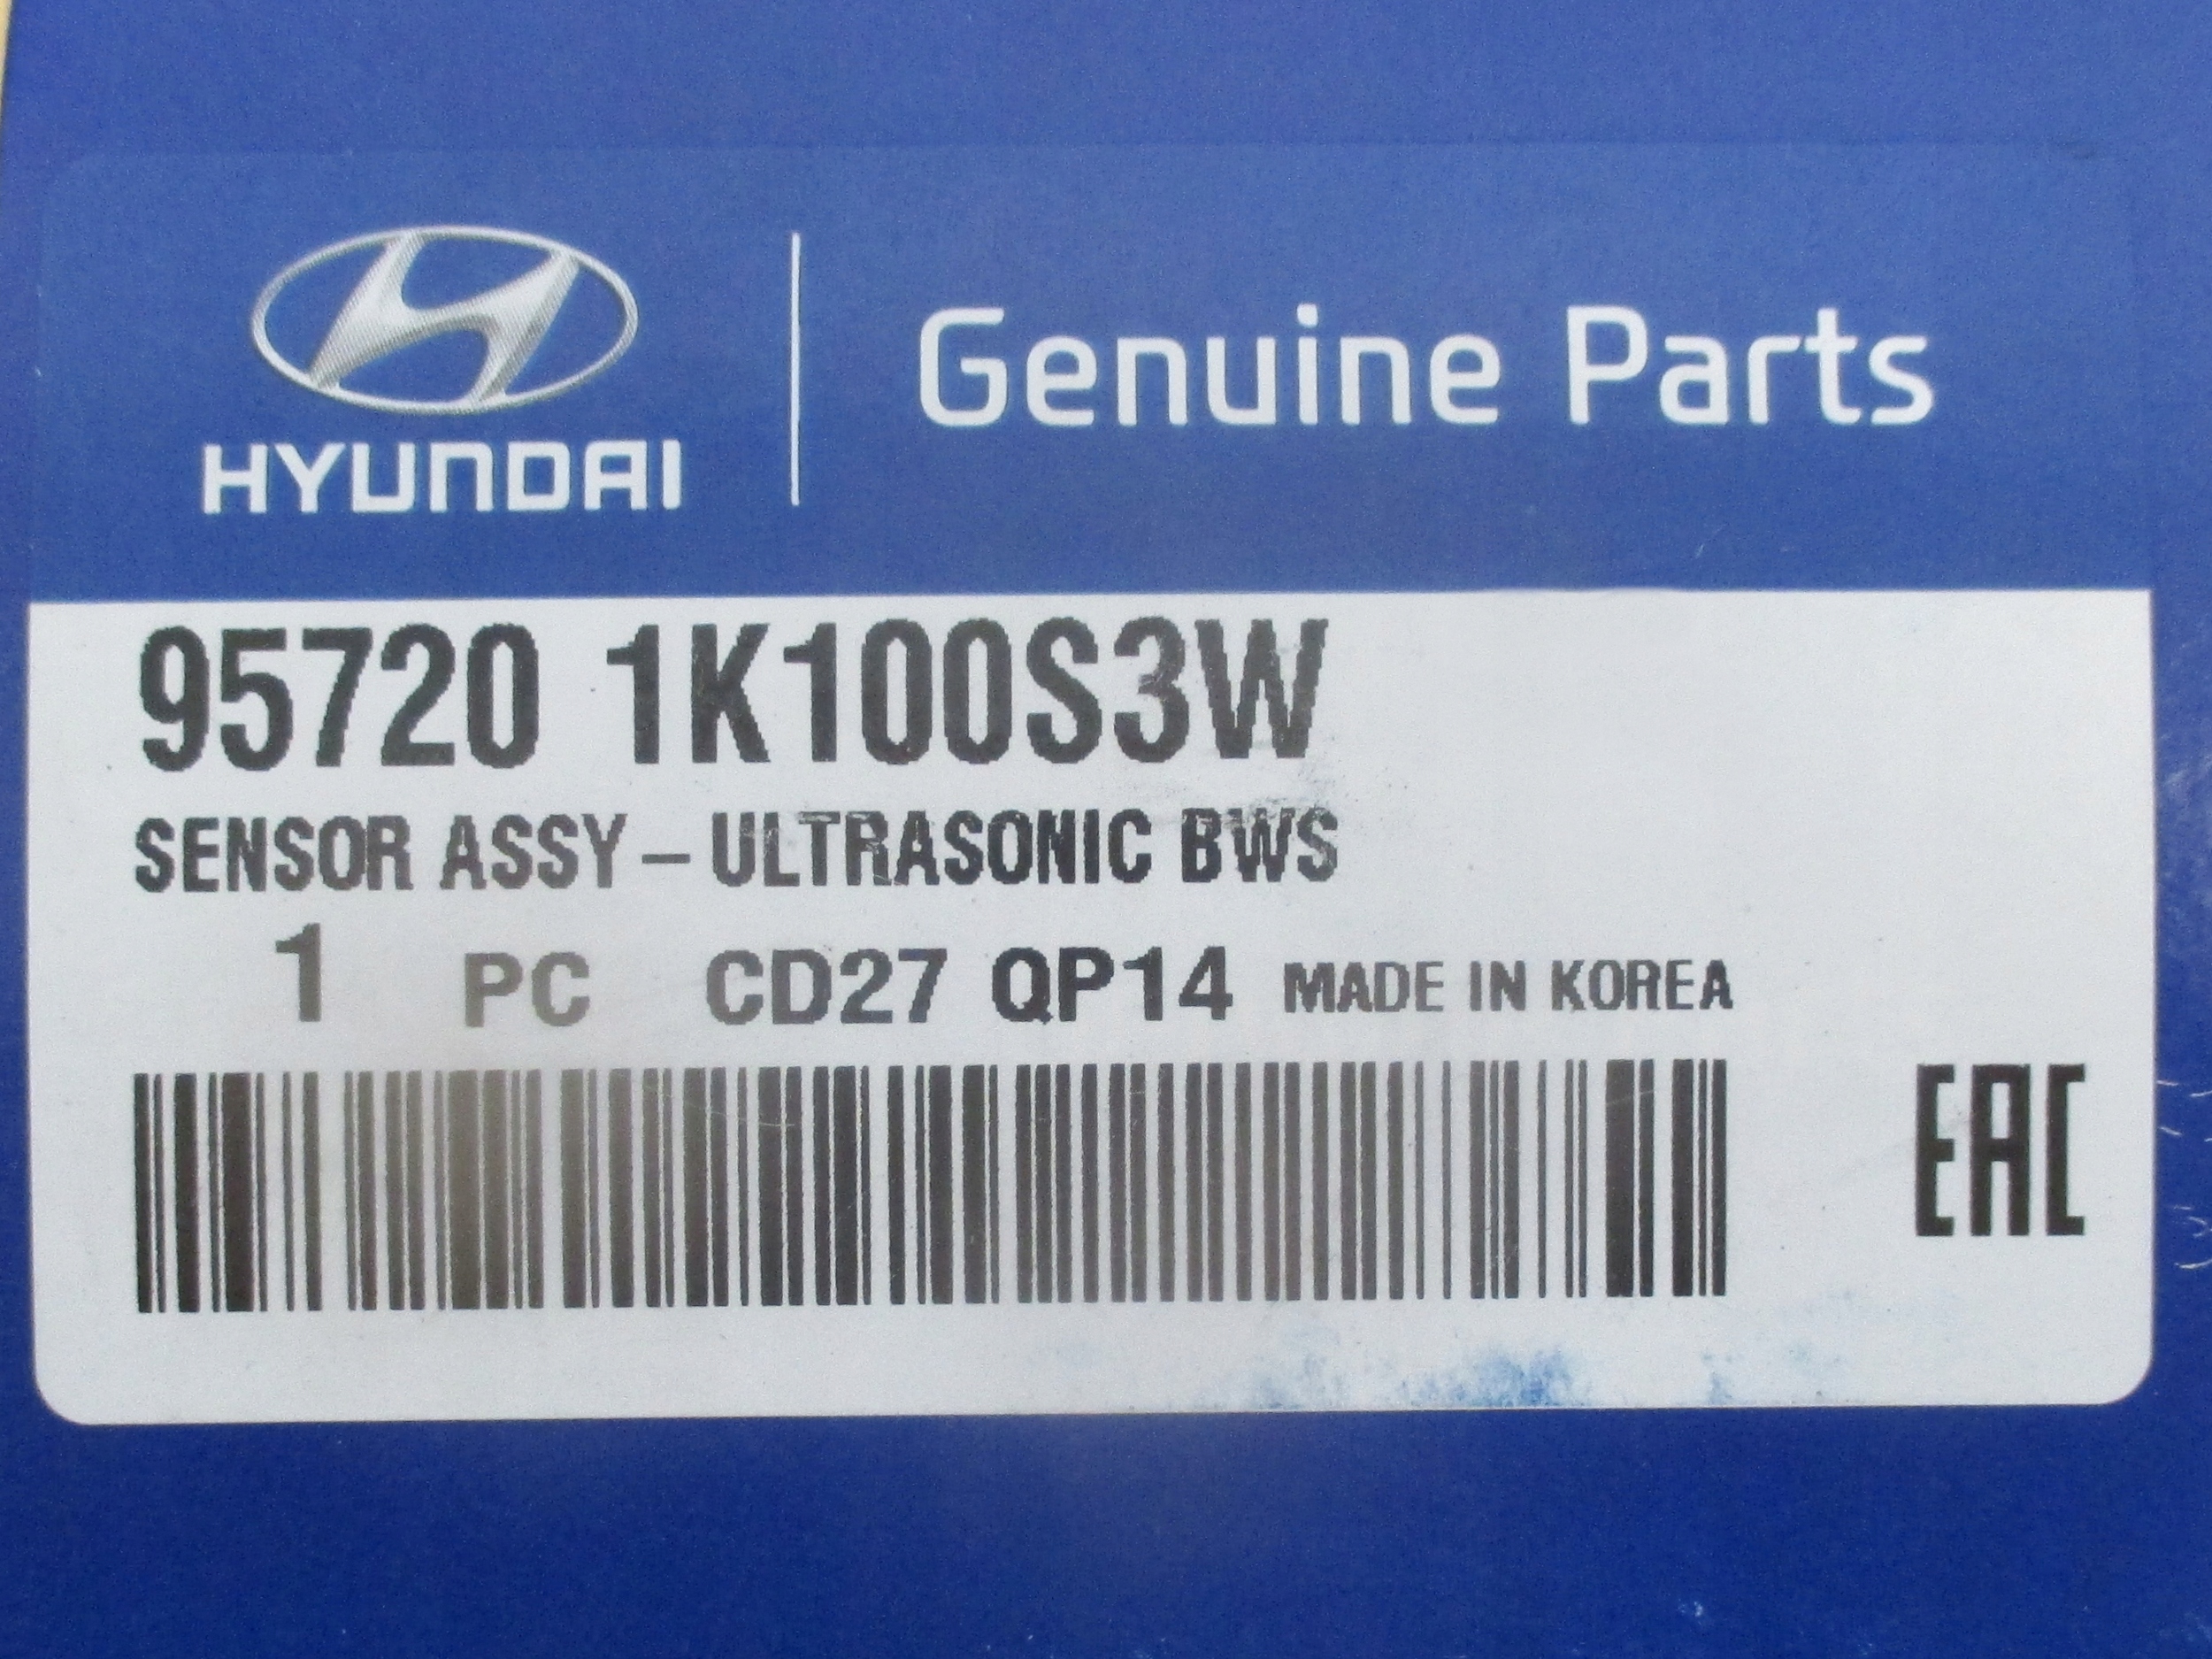 HYUNDAI
Genuine Parts
95720 1K100S3W
SENSOR ASSY - ULTRASONIC BWS
1 PC CD27 QP14 MADE IN KOREA
EAC